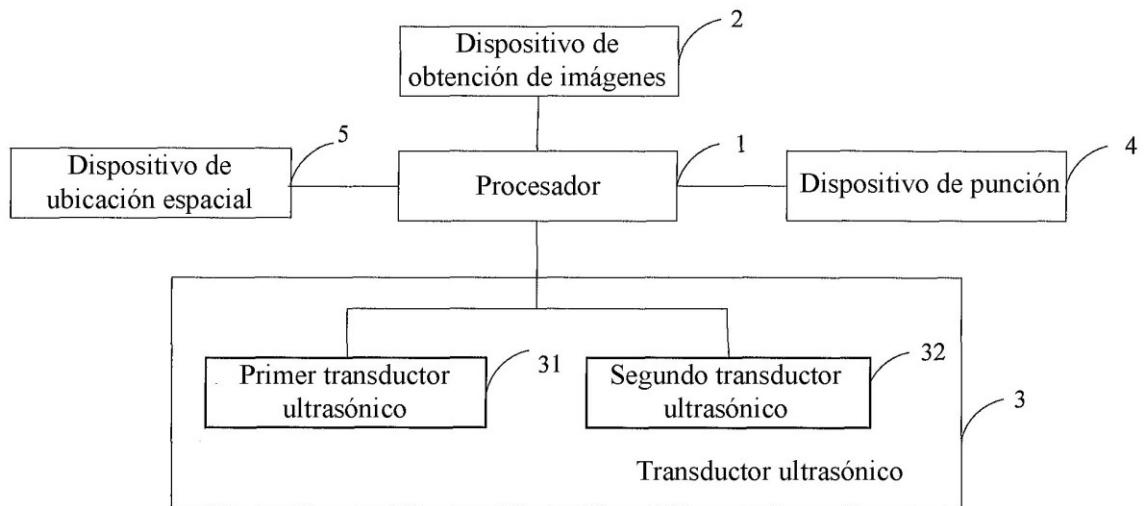 2
Dispositivo de
obtención de imágenes
5
Dispositivo de
ubicación espacial
1
Procesador
4
Dispositivo de punción
31
Primer transductor
ultrasónico
32
Segundo transductor
ultrasónico
3
Transductor ultrasónico